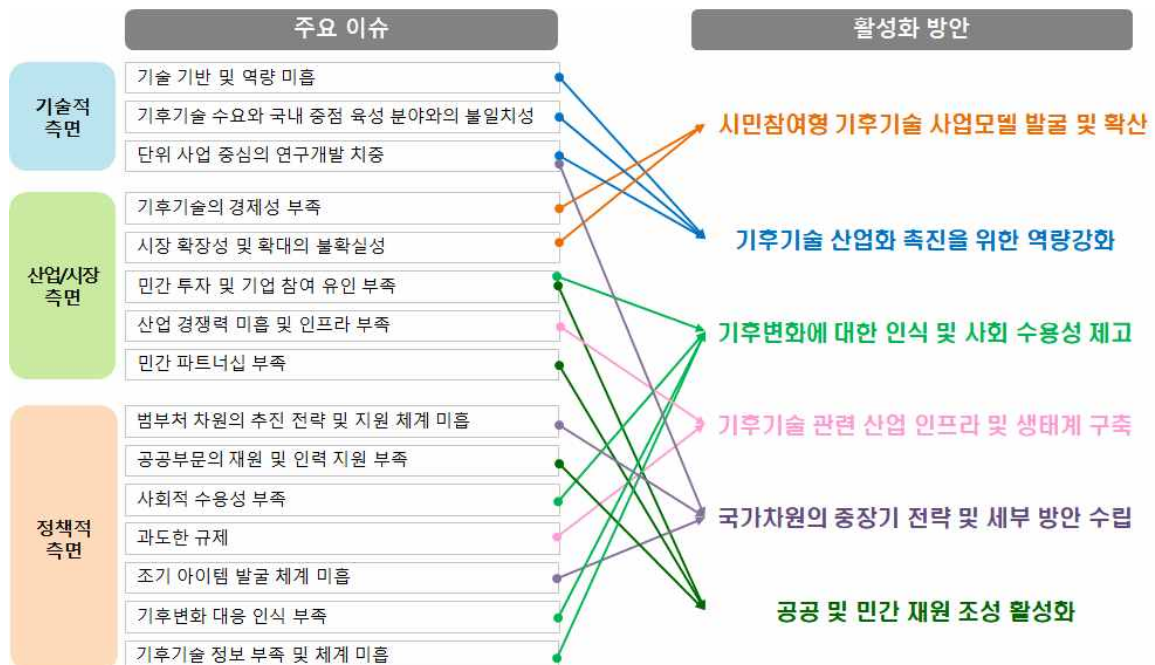 주요 이슈
활성화 방안
기술적
측면
기술 기반 및 역량 미흡
기후기술 수요와 국내 중점 육성 분야와의 불일치성
단위 사업 중심의 연구개발 치중
산업/시장
측면
기후기술의 경제성 부족
시장 확장성 및 확대의 불확실성
민간 투자 및 기업 참여 유인 부족
산업 경쟁력 미흡 및 인프라 부족
민간 파트너십 부족
정책적
측면
범부처 차원의 추진 전략 및 지원 체계 미흡
공공부문의 재원 및 인력 지원 부족
사회적 수용성 부족
과도한 규제
조기 아이템 발굴 체계 미흡
기후변화 대응 인식 부족
기후기술 정보 부족 및 체계 미흡
시민참여형 기후기술 사업모델 발굴 및 확산
기후기술 산업화 촉진을 위한 역량강화
기후변화에 대한 인식 및 사회 수용성 제고
기후기술 관련 산업 인프라 및 생태계 구축
국가차원의 중장기 전략 및 세부 방안 수립
공공 및 민간 재원 조성 활성화